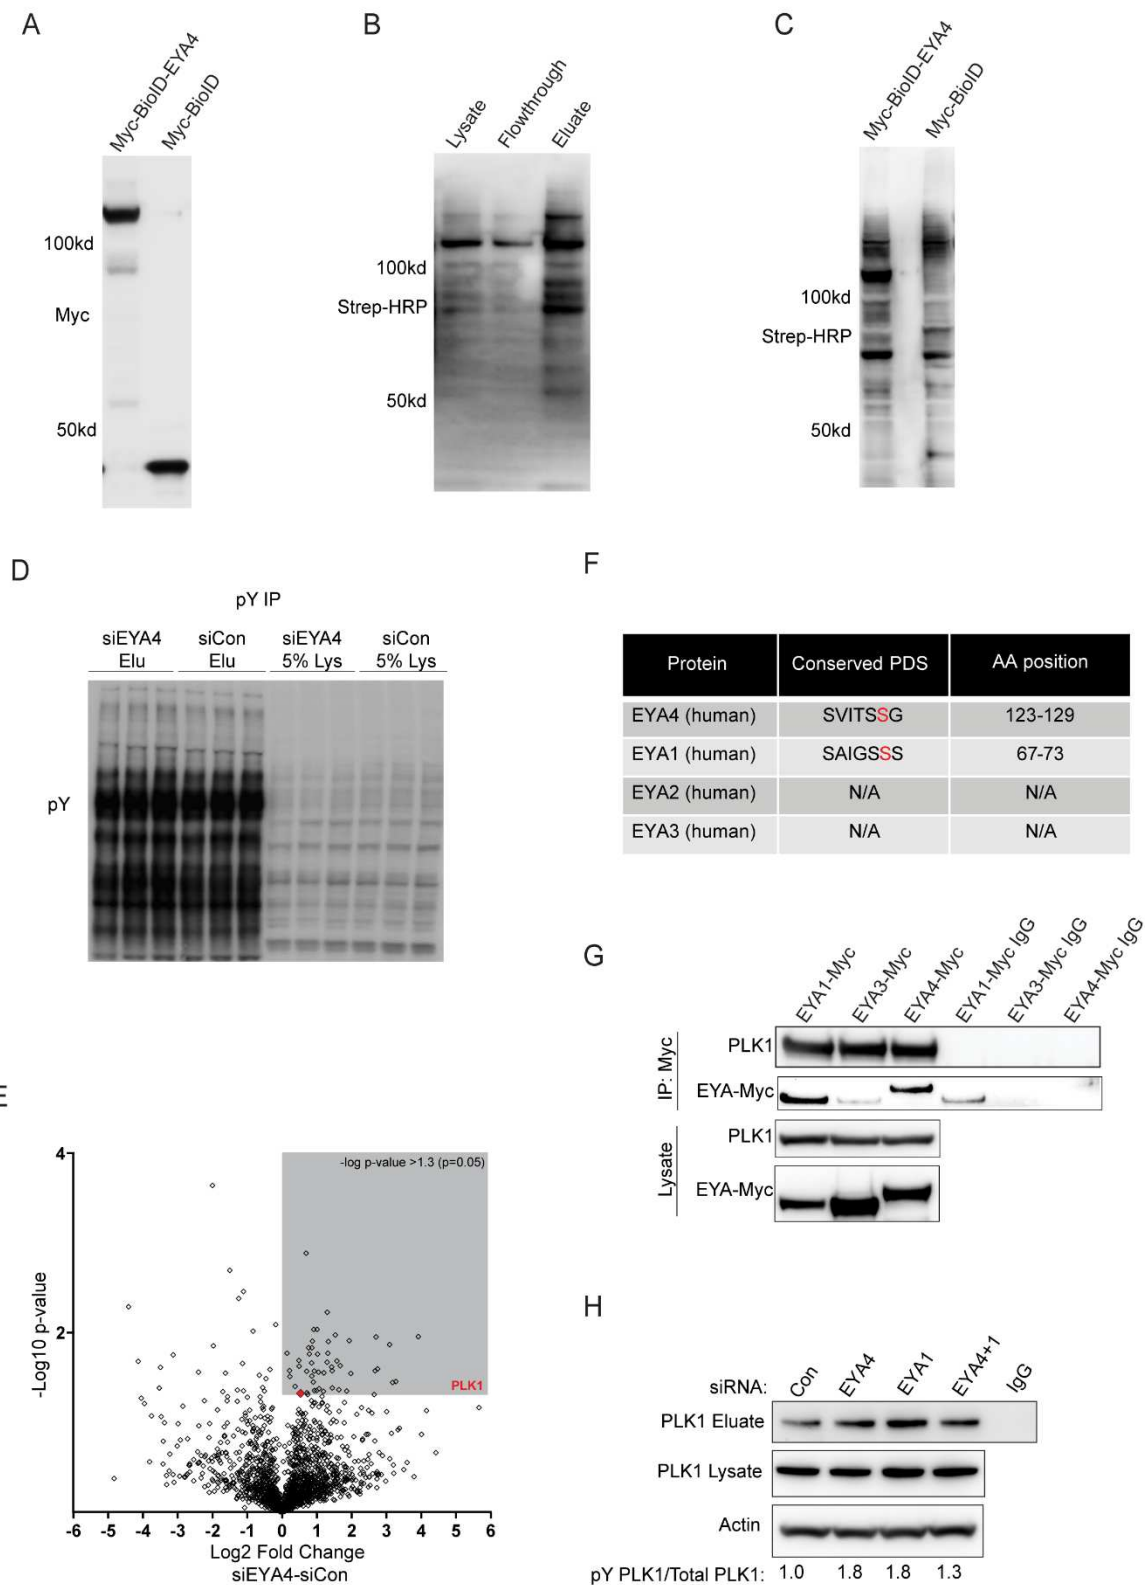 A
Myc-BioID-EYA4
Myc-BioID
100kd
Myc
50kd
B
Lysate
Flowthrough
Eluate
100kd
Strep-HRP
50kd
C
Myc-BioID-EYA4
Myc-BioID
100kd
Strep-HRP
50kd
D
pY IP
siEYA4 siCon siEYA4 siCon
Elu Elu 5% Lys 5% Lys
pY
E
4
-log p-value >1.3 (p=0.05)
2
-Log10 p-value
PLK1
-6 -5 -4 -3 -2 -1 0 1 2 3 4 5 6
Log2 Fold Change
siEYA4-siCon
F
Protein Conserved PDS AA position
EYA4 (human) SVITSSG 123-129
EYA1 (human) SAIGSSS 67-73
EYA2 (human) N/A N/A
EYA3 (human) N/A N/A
G
EYA1-Myc
EYA3-Myc
EYA4-Myc
EYA1-Myc IgG
EYA3-Myc IgG
EYA4-Myc IgG
IP: Myc
PLK1
EYA-Myc
Lysate
PLK1
EYA-Myc
H
siRNA: Con EYA4 EYA1 EYA4+1 IgG
PLK1 Eluate
PLK1 Lysate
Actin
pY PLK1/Total PLK1: 1.0 1.8 1.8 1.3